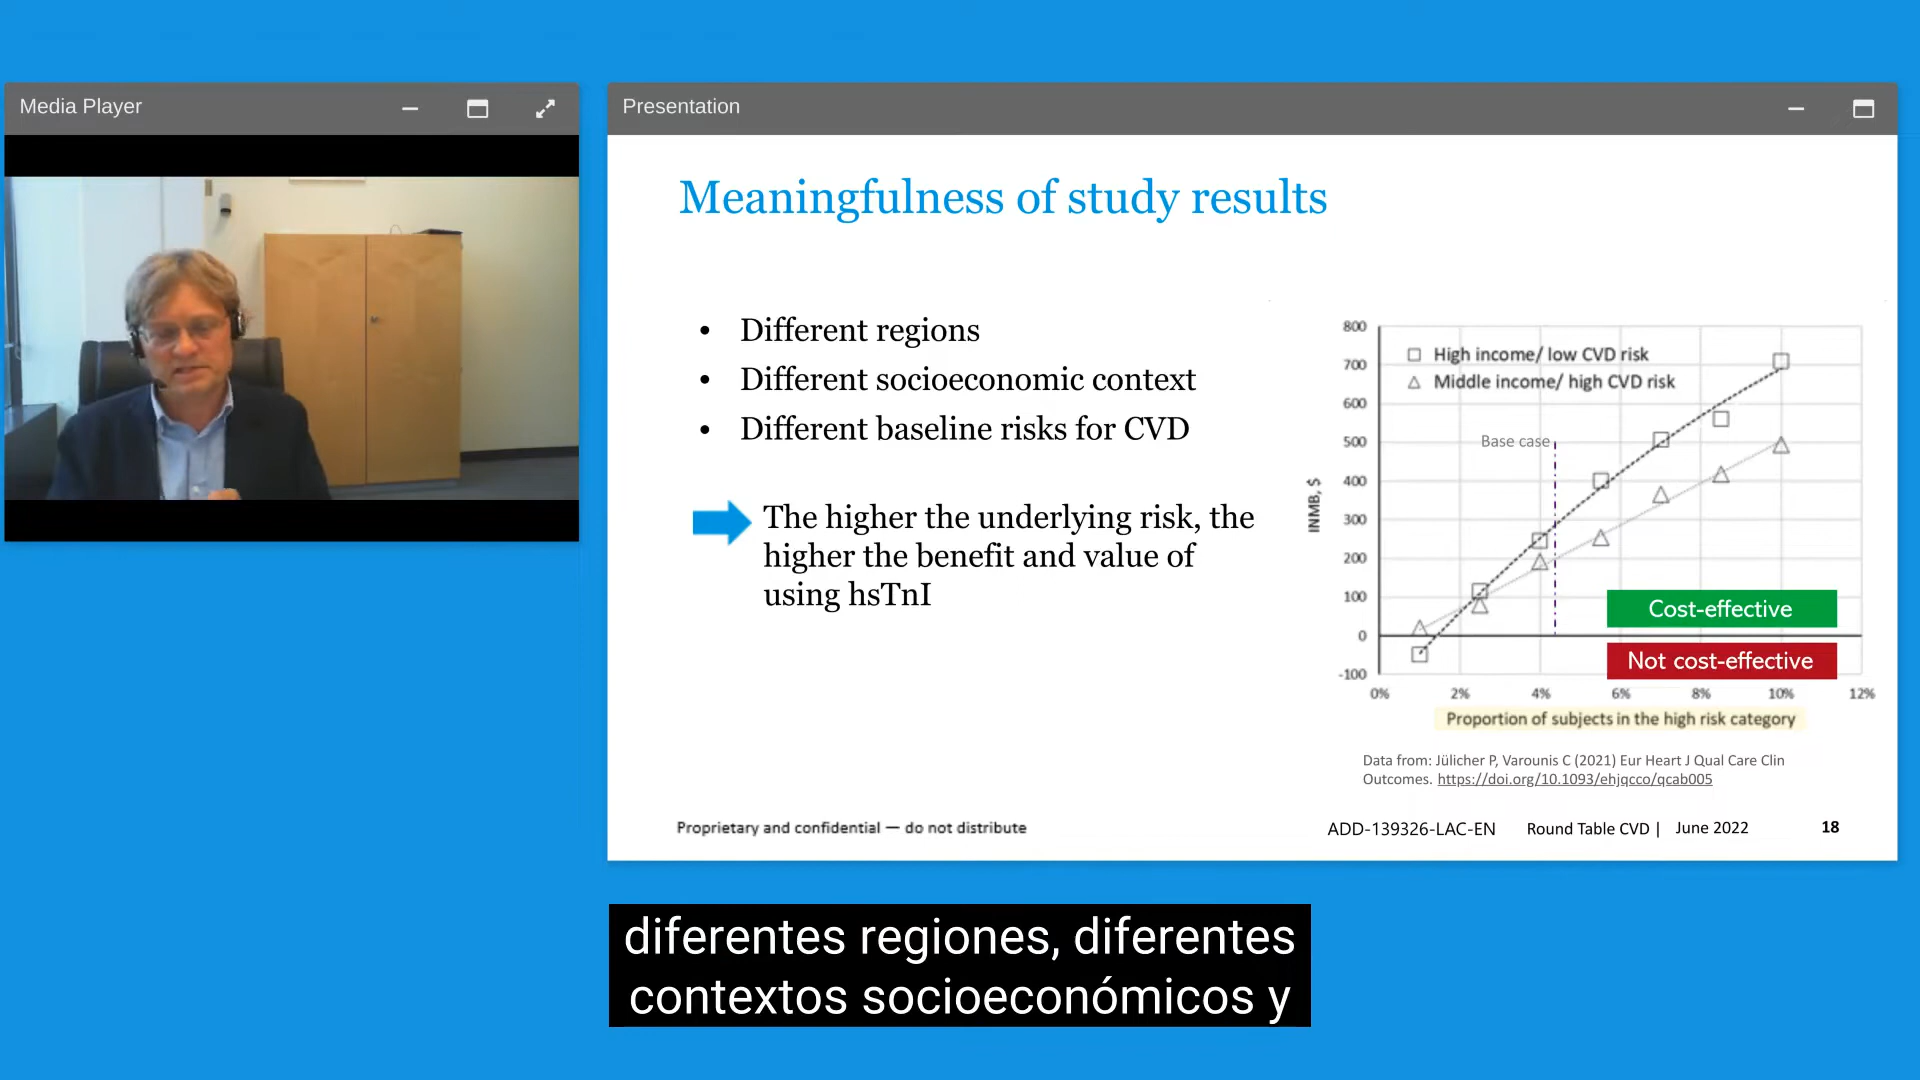 Media Player
Presentation
Meaningfulness of study results
• Different regions
• Different socioeconomic context
• Different baseline risks for CVD
The higher the underlying risk, the
higher the benefit and value of
using hsTnI
800
700
600
500
400
300
200
100
0
-100
INMB, $
High income/ low CVD risk
Middle income/ high CVD risk
Base case
Cost-effective
Not cost-effective
0% 2% 4% 6% 8% 10% 12%
Proportion of subjects in the high risk category
Data from: Jülicher P, Varounis C (2021) Eur Heart J Qual Care Clin
Outcomes. https://doi.org/10.1093/ehjqcco/qcab005
Proprietary and confidential — do not distribute
ADD-139326-LAC-EN Round Table CVD | June 2022 18
diferentes regiones, diferentes
contextos socioeconómicos y